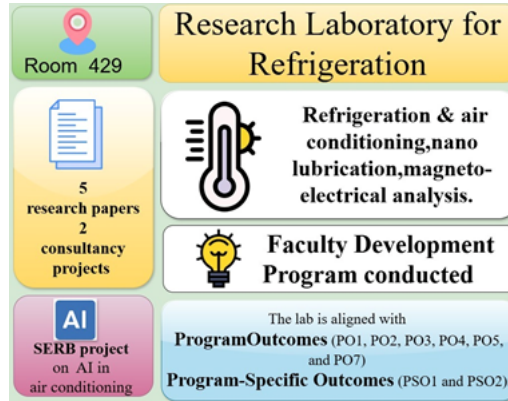 Room 429
Research Laboratory for
Refrigeration
5
research papers
2
consultancy
projects
Refrigeration & air
conditioning,nano
lubrication,magneto-
electrical analysis.
Faculty Development
Program conducted
AI
SERB project
on AI in
air conditioning
The lab is aligned with
ProgramOutcomes (PO1, PO2, PO3, PO4, PO5,
and PO7)
Program-Specific Outcomes (PSO1 and PSO2)